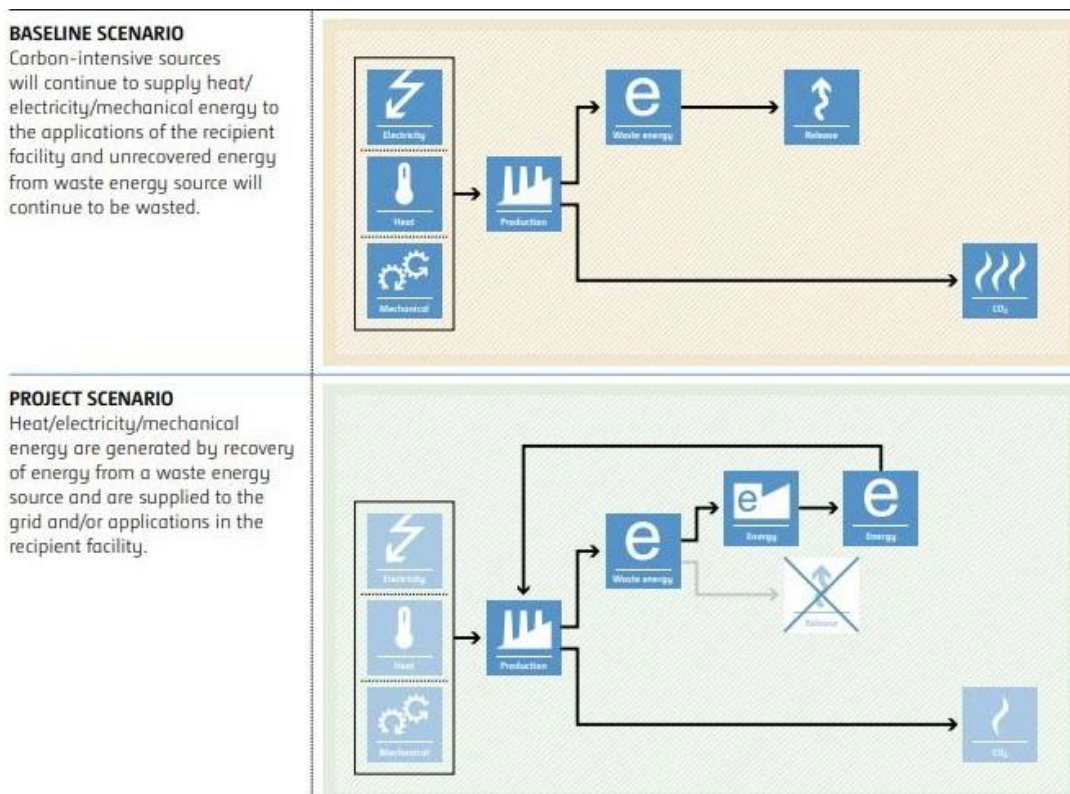 BASELINE SCENARIO
Carbon-intensive sources
will continue to supply heat/
electricity/mechanical energy to
the applications of the recipient
facility and unrecovered energy
from waste energy source will
continue to be wasted.
Electricity
Heat
Mechanical
Production
e
Waste energy
Release
CO₂
PROJECT SCENARIO
Heat/electricity/mechanical
energy are generated by recovery
of energy from a waste energy
source and are supplied to the
grid and/or applications in the
recipient facility.
Electricity
Heat
Mechanical
Production
e
Waste energy
e
Energy
e
Energy
Release
CO₂